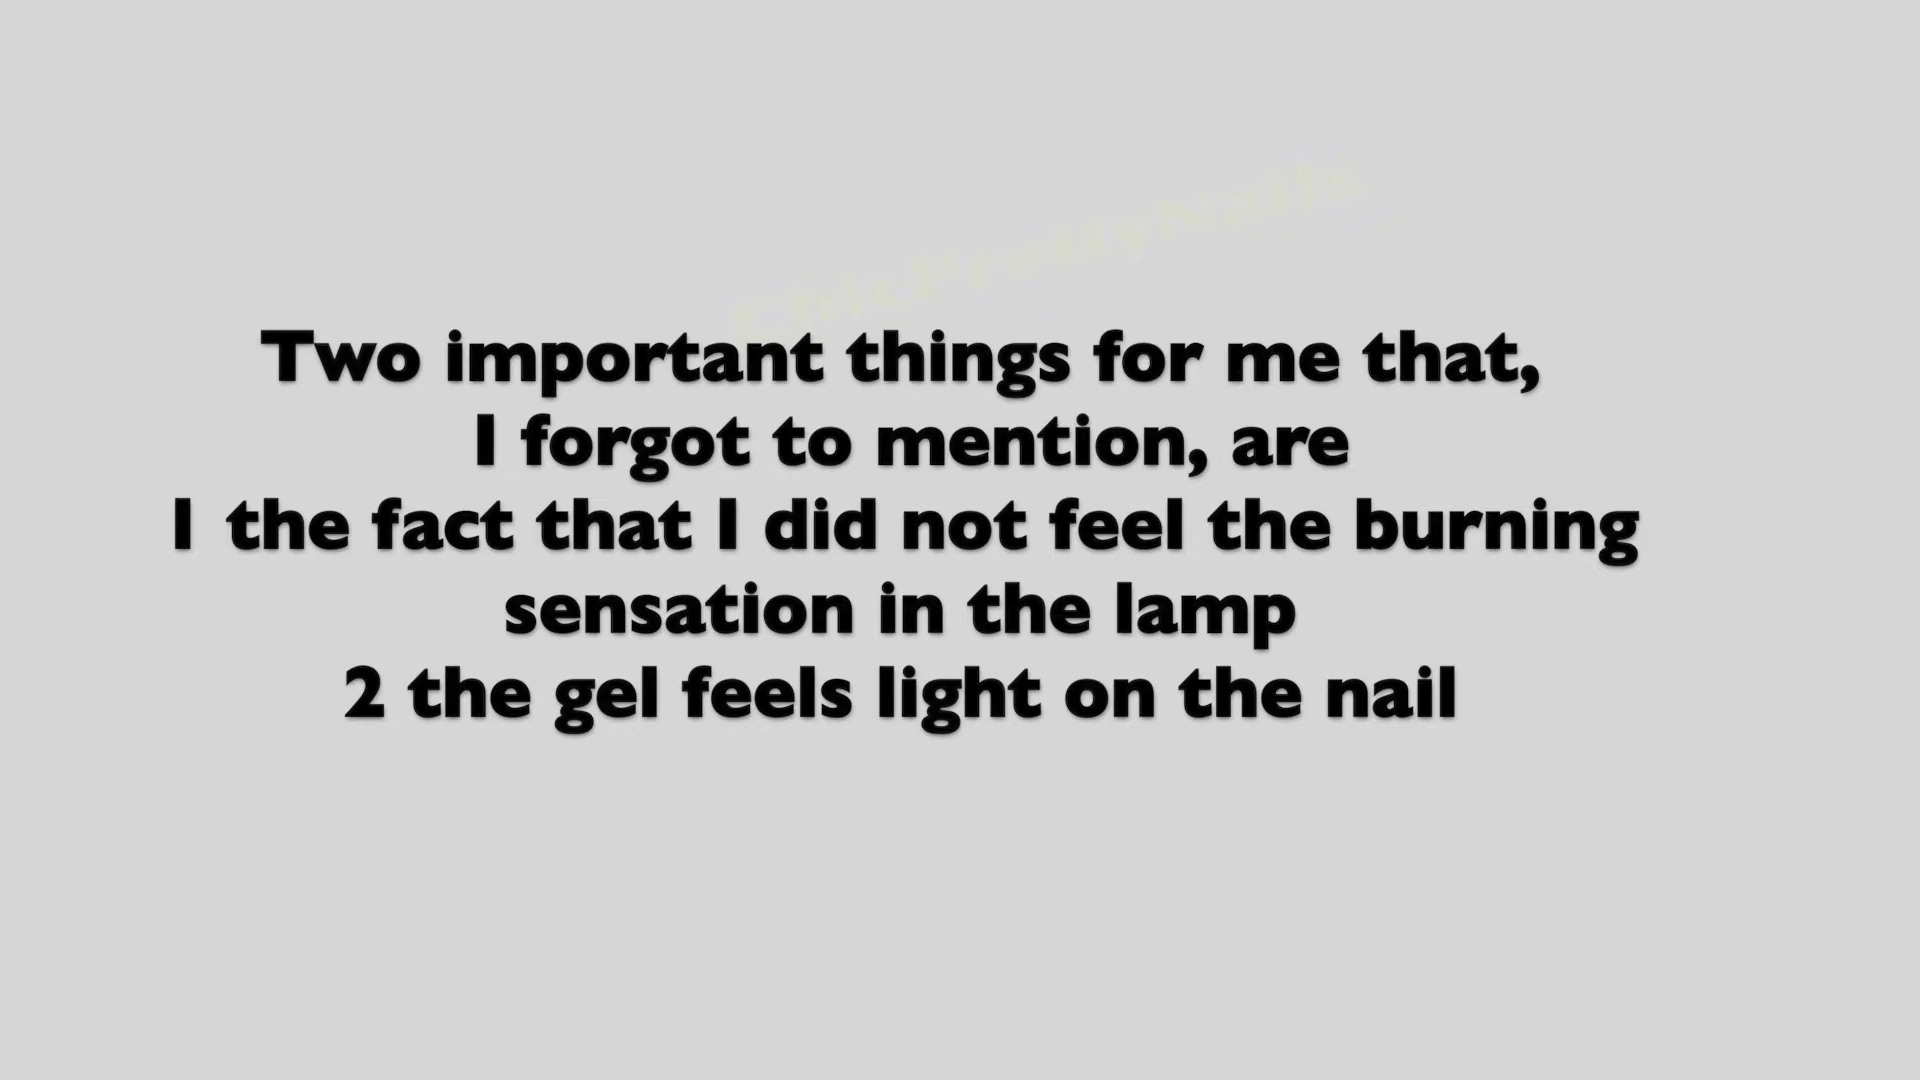 ChicPrettyNails
Two important things for me that,
I forgot to mention, are
1 the fact that I did not feel the burning
sensation in the lamp
2 the gel feels light on the nail